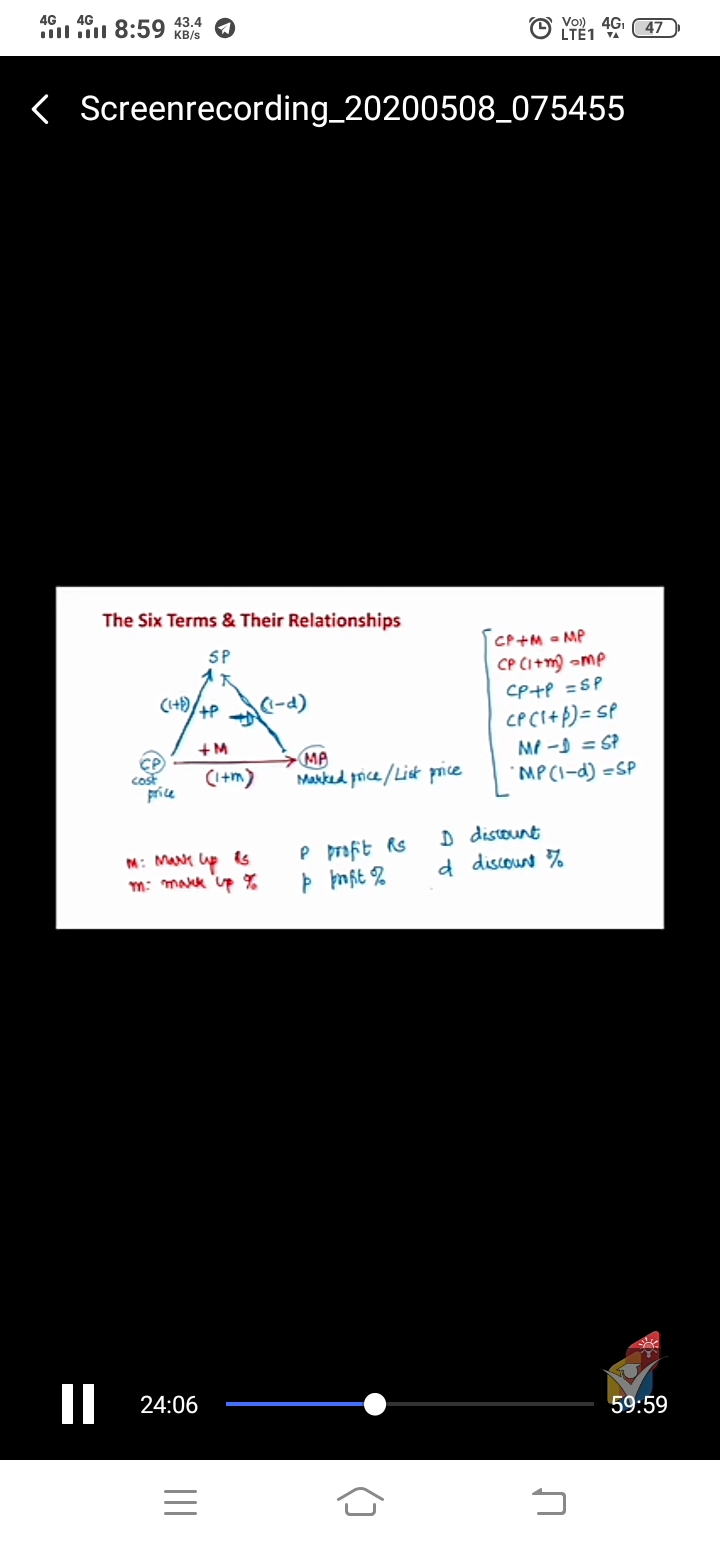 4G 4G 8:59 43.4 KB/s Vo)) LTE1 4G1 47
Screenrecording_20200508_075455
The Six Terms & Their Relationships
SP
(1+p) +P D (1-d)
+M
CP MP
cost price (1+m) Marked price/List price
CP+M = MP
CP(1+m) = MP
CP+P = SP
CP(1+p) = SP
MP-D = SP
MP(1-d) = SP
M: Mark up Rs P profit Rs D discount
m: mark up % p profit % d discount %
24:06 59:59